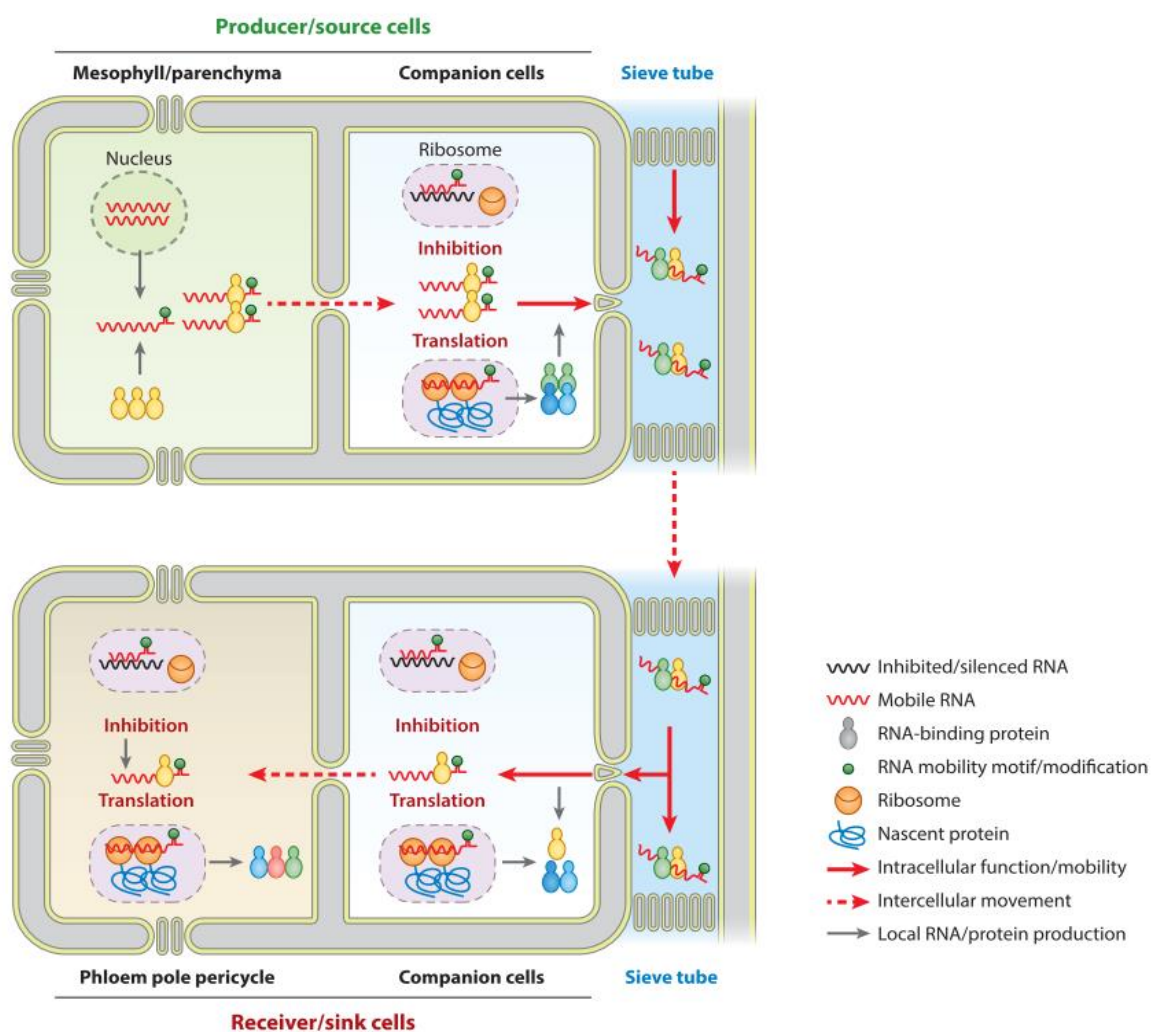 Producer/source cells
Mesophyll/parenchyma
Companion cells
Sieve tube
Nucleus
Ribosome
Inhibition
Translation
Inhibition
Translation
Inhibition
Translation
Inhibited/silenced RNA
Mobile RNA
RNA-binding protein
RNA mobility motif/modification
Ribosome
Nascent protein
Intracellular function/mobility
Intercellular movement
Local RNA/protein production
Phloem pole pericycle
Companion cells
Sieve tube
Receiver/sink cells